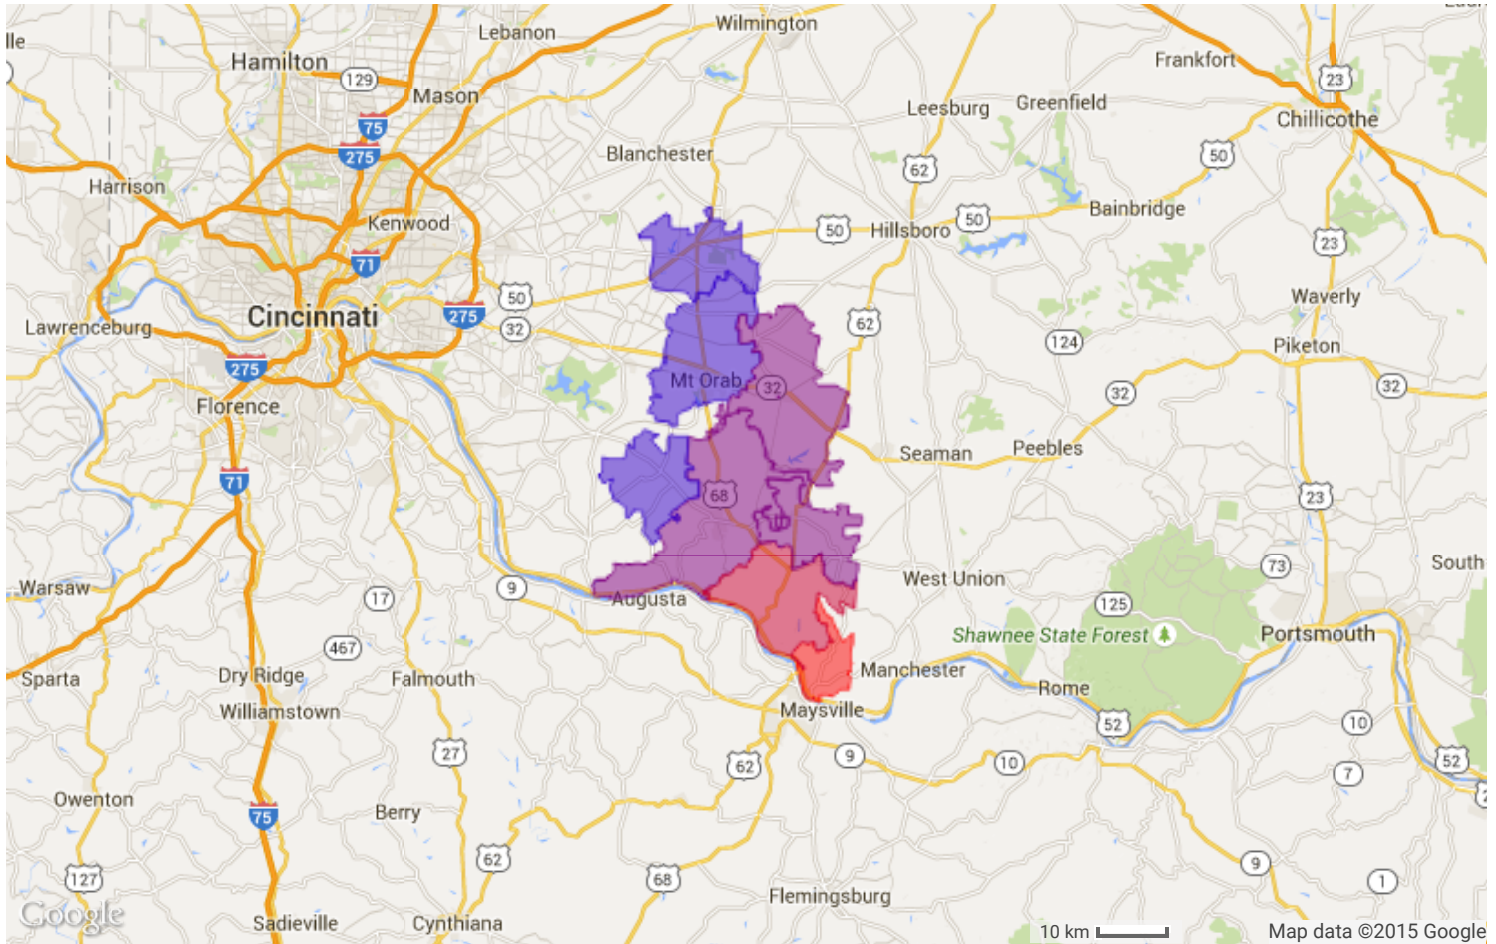 Lebanon
Wilmington
lle
Hamilton
129
Mason
Frankfort
23
75
Leesburg
Greenfield
Chillicothe
275
Blanchester
50
62
Harrison
Kenwood
50
50
Hillsboro
Bainbridge
71
23
50
Waverly
Cincinnati
275
62
Lawrenceburg
32
124
Piketon
275
Mt Orab
32
32
32
Florence
Seaman
Peebles
71
68
23
South
73
West Union
Warsaw
9
17
Augusta
125
Shawnee State Forest
Portsmouth
467
Sparta
Dry Ridge
Falmouth
Manchester
Rome
Williamstown
Maysville
52
10
27
62
9
10
52
7
Owenton
75
Berry
62
9
127
68
1
Flemingsburg
Google
Sadieville
Cynthiana
10 km
Map data ©2015 Google